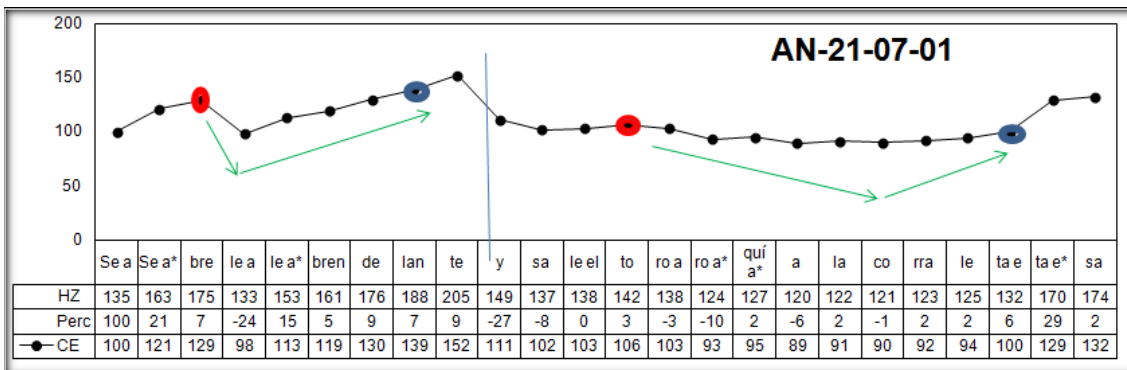 AN-21-07-01
200
150
100
50
0
Se a Se a* bre le a le a* bren de lan te y sa le el to ro a ro a* quí a* a la co rra le ta e ta e* sa
HZ 135 163 175 133 153 161 176 188 205 149 137 138 142 138 124 127 120 122 121 123 125 132 170 174
Perc 100 21 7 -24 15 5 9 7 9 -27 -8 0 3 -3 -10 2 -6 2 -1 2 2 6 29 2
CE 100 121 129 98 113 119 130 139 152 111 102 103 106 103 93 95 89 91 90 92 94 100 129 132